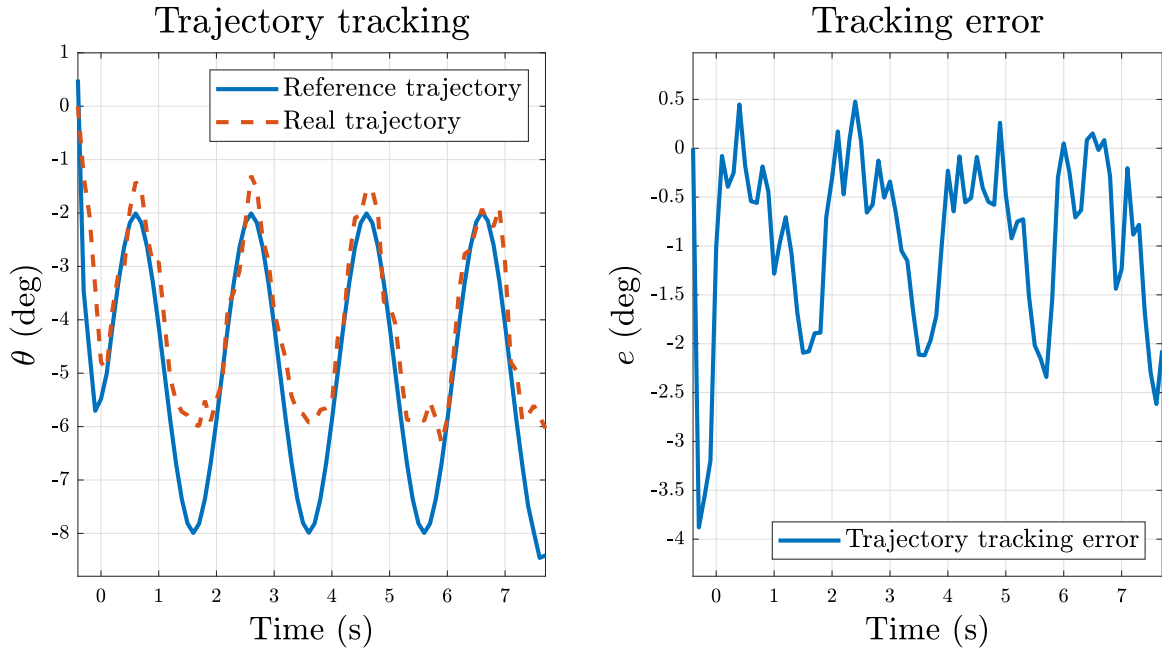 Trajectory tracking
1
0
-1
-2
-3
-4
-5
-6
-7
-8
θ (deg)
Reference trajectory
Real trajectory
0 1 2 3 4 5 6 7
Time (s)
Tracking error
0.5
0
-0.5
-1
-1.5
-2
-2.5
-3
-3.5
-4
e (deg)
Trajectory tracking error
0 1 2 3 4 5 6 7
Time (s)